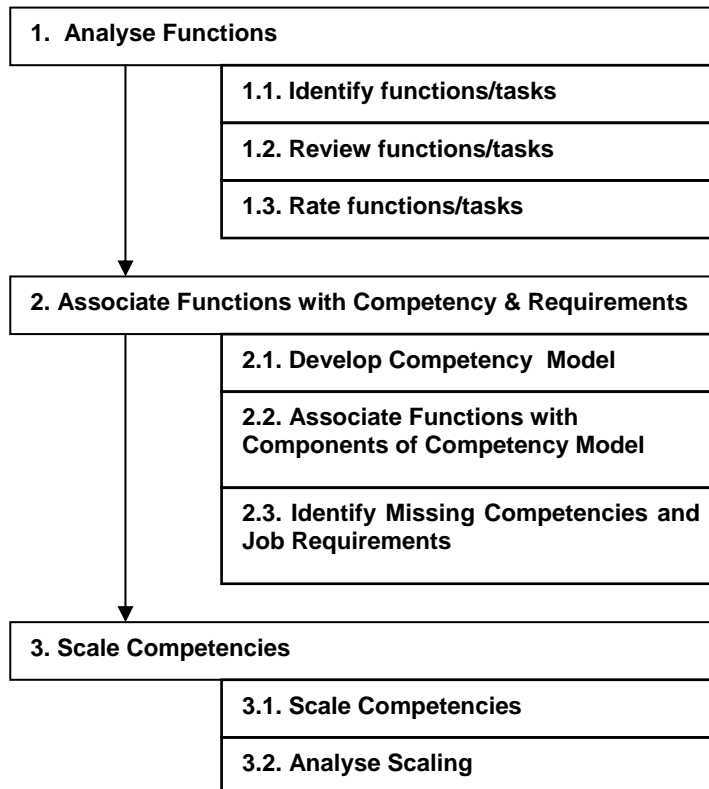 1. Analyse Functions
1.1. Identify functions/tasks
1.2. Review functions/tasks
1.3. Rate functions/tasks
2. Associate Functions with Competency & Requirements
2.1. Develop Competency Model
2.2. Associate Functions with
Components of Competency Model
2.3. Identify Missing Competencies and
Job Requirements
3. Scale Competencies
3.1. Scale Competencies
3.2. Analyse Scaling